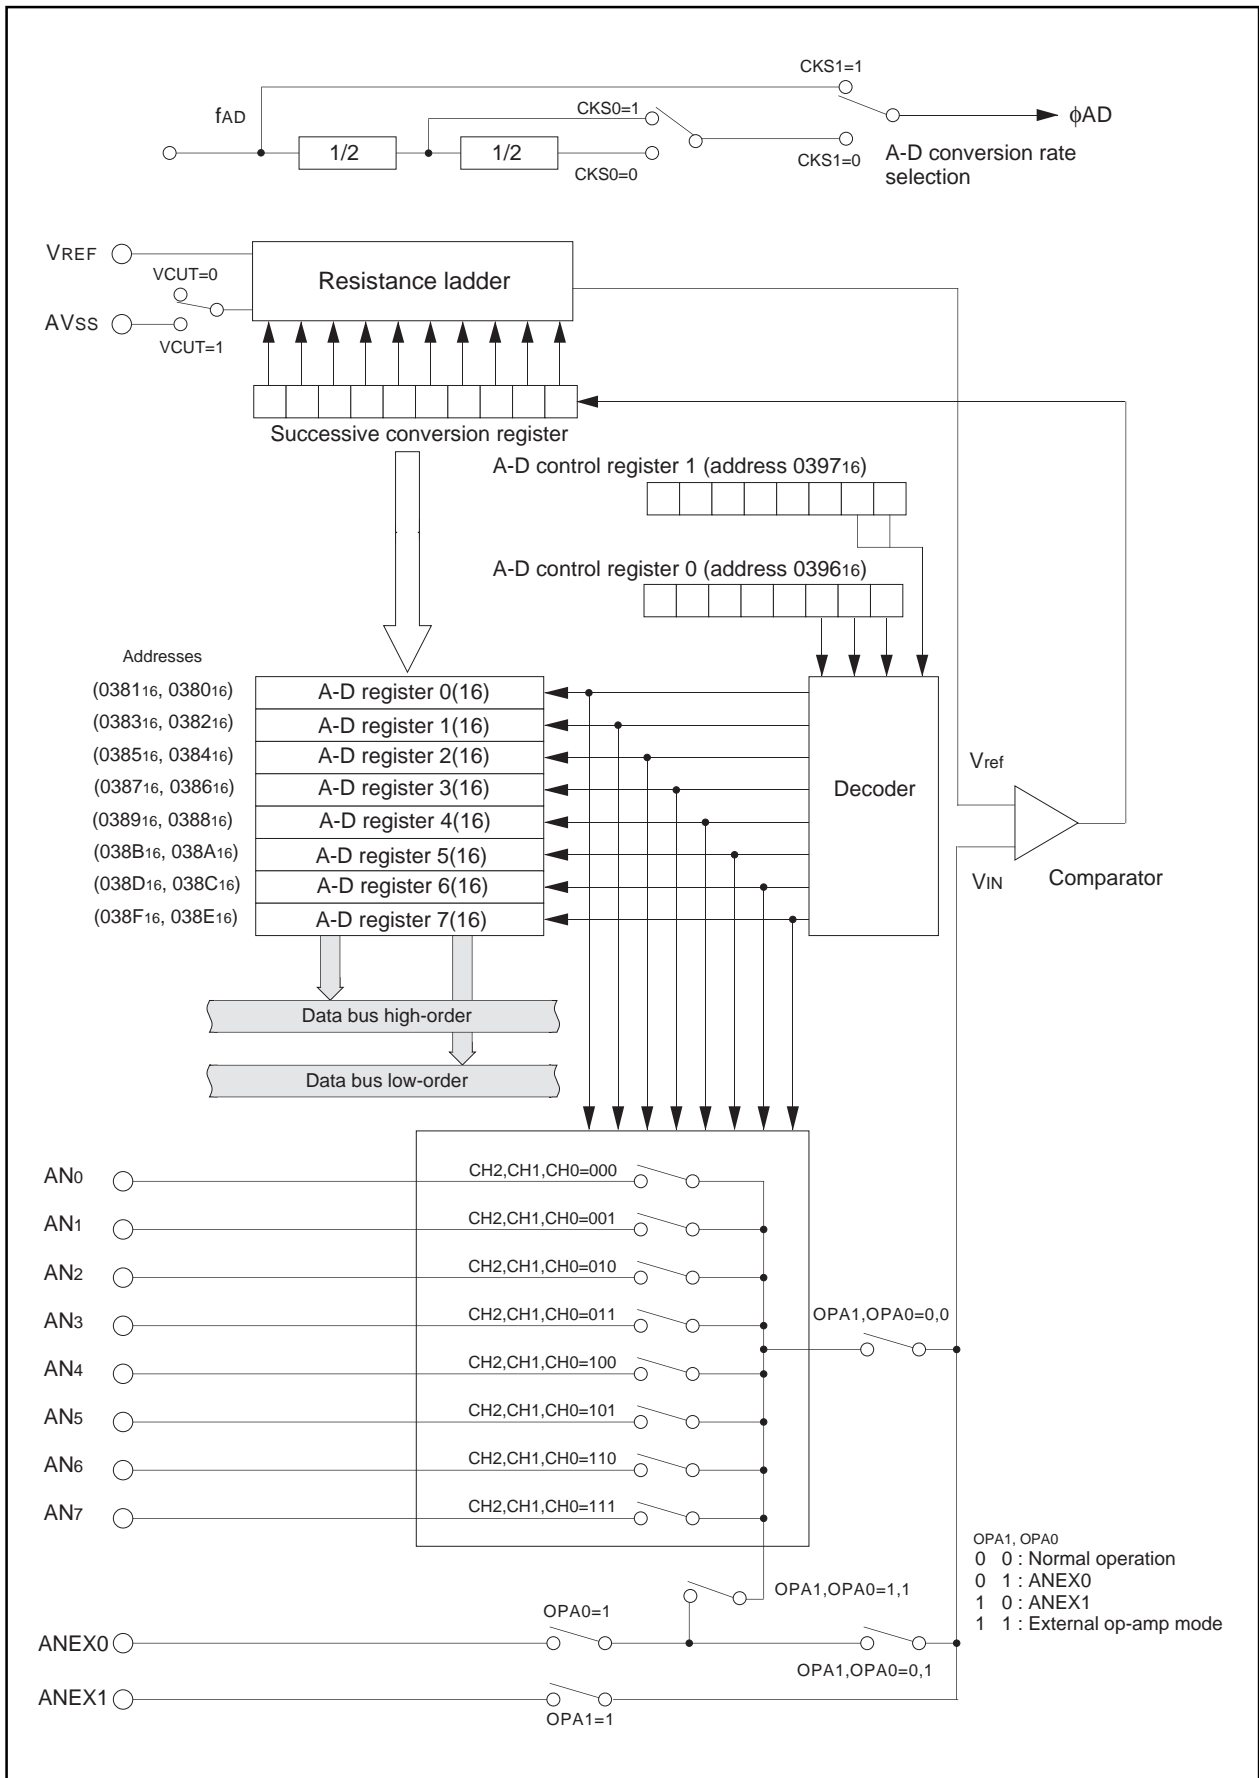 CKS1=1
fAD
CKS0=1
φAD
1/2
1/2
CKS0=0
CKS1=0
A-D conversion rate
selection
VREF
VCUT=0
Resistance ladder
AVSS
VCUT=1
Successive conversion register
A-D control register 1 (address 039716)
A-D control register 0 (address 039616)
Addresses
(038116, 038016)
A-D register 0(16)
(038316, 038216)
A-D register 1(16)
(038516, 038416)
A-D register 2(16)
(038716, 038616)
A-D register 3(16)
(038916, 038816)
A-D register 4(16)
(038B16, 038A16)
A-D register 5(16)
(038D16, 038C16)
A-D register 6(16)
(038F16, 038E16)
A-D register 7(16)
Decoder
Vref
VIN
Comparator
Data bus high-order
Data bus low-order
AN0
CH2,CH1,CH0=000
AN1
CH2,CH1,CH0=001
AN2
CH2,CH1,CH0=010
AN3
CH2,CH1,CH0=011
OPA1,OPA0=0,0
AN4
CH2,CH1,CH0=100
AN5
CH2,CH1,CH0=101
AN6
CH2,CH1,CH0=110
AN7
CH2,CH1,CH0=111
OPA1, OPA0
0 0 : Normal operation
0 1 : ANEX0
1 0 : ANEX1
1 1 : External op-amp mode
OPA1,OPA0=1,1
OPA0=1
ANEX0
OPA1,OPA0=0,1
ANEX1
OPA1=1